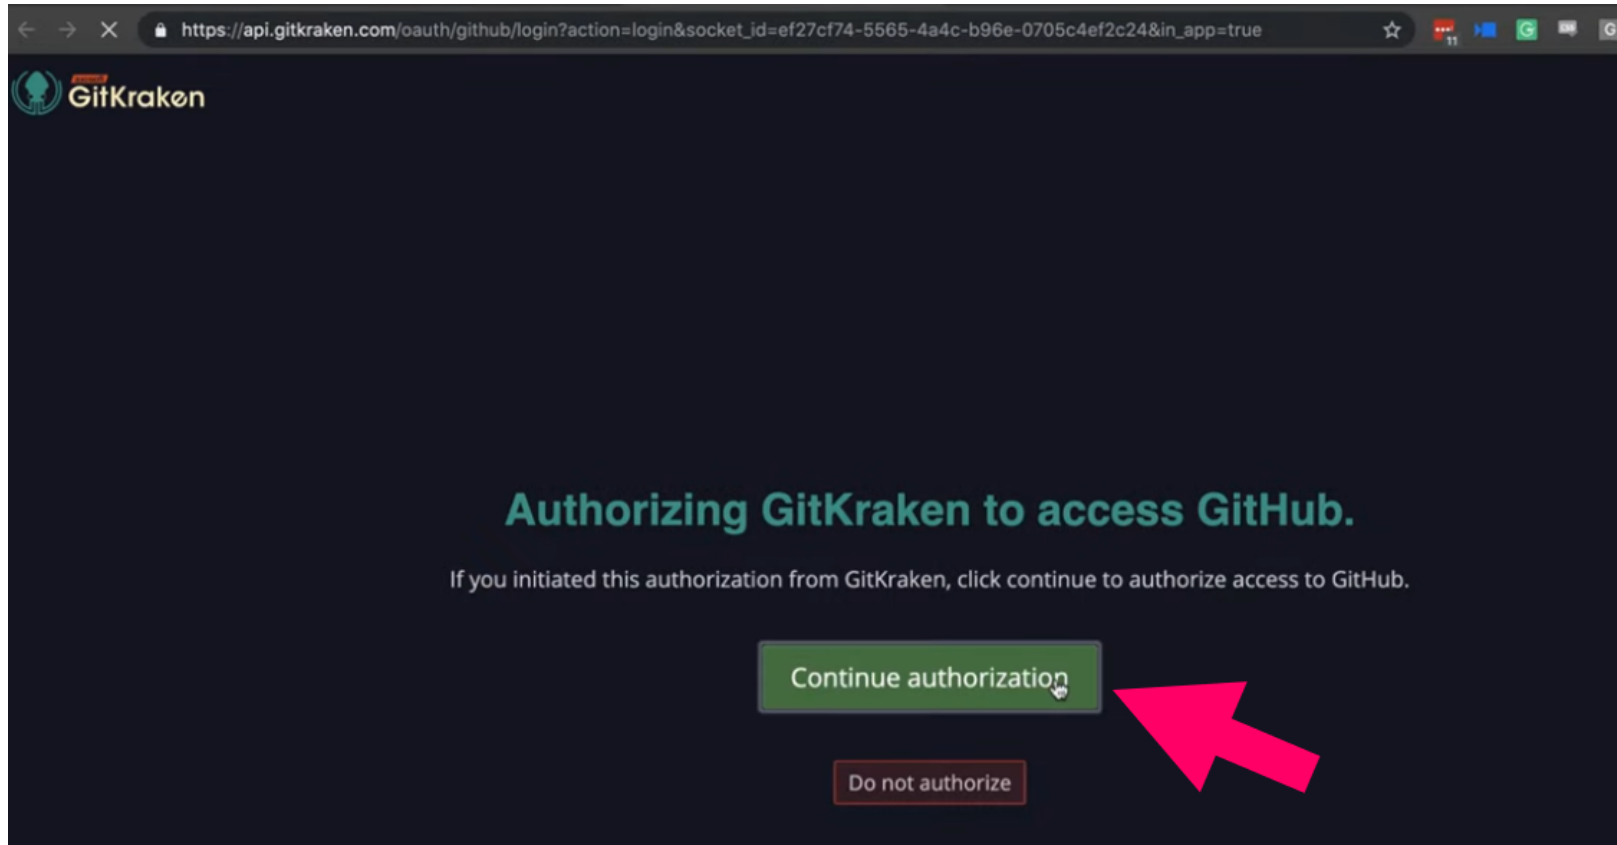 https://api.gitkraken.com/oauth/github/login?action=login&socket_id=ef27cf74-5565-4a4c-b96e-0705c4ef2c24&in_app=true
11
G
G
GitKraken
Authorizing GitKraken to access GitHub.
If you initiated this authorization from GitKraken, click continue to authorize access to GitHub.
Continue authorization
Do not authorize